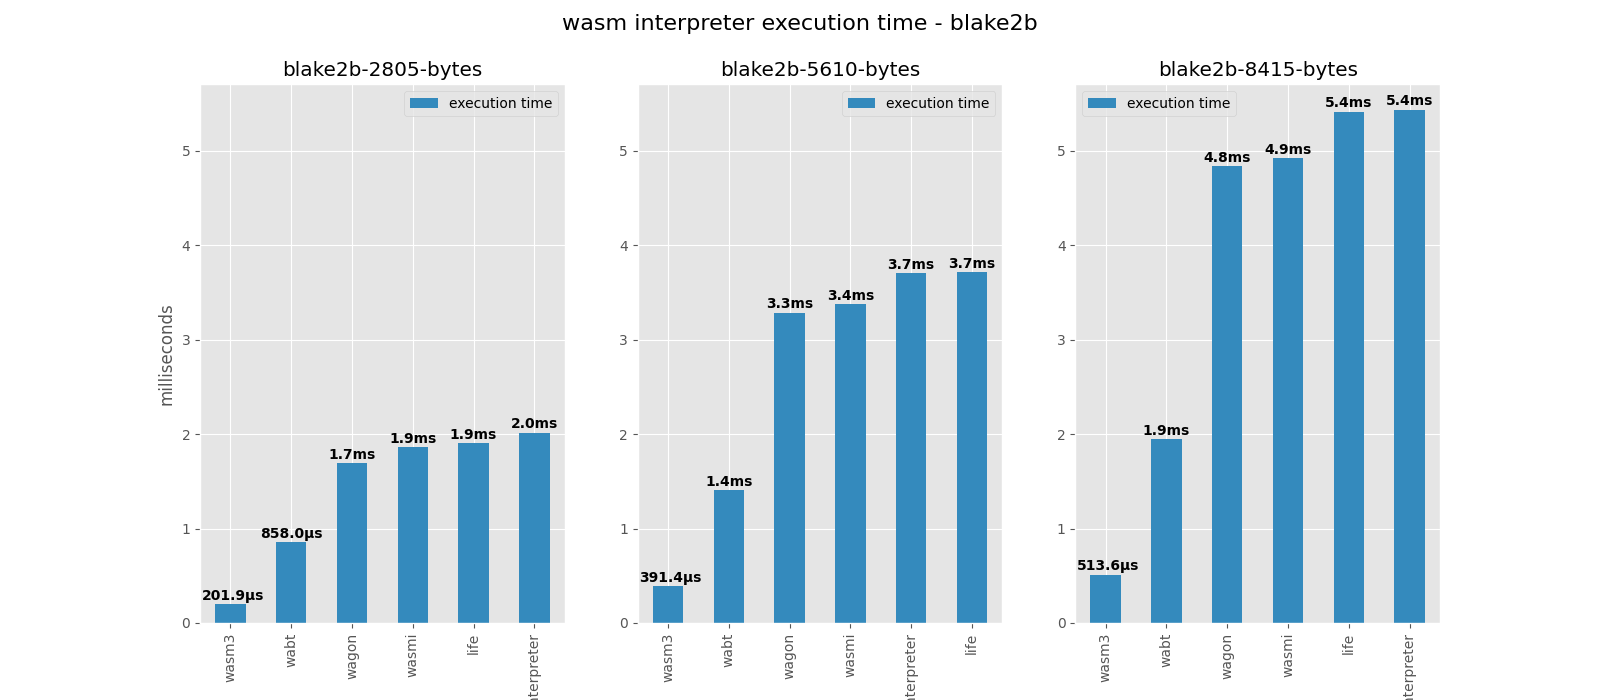 wasm interpreter execution time - blake2b
blake2b-2805-bytes
execution time
milliseconds
5
4
3
2
1
0
201.9µs
858.0µs
1.7ms
1.9ms
1.9ms
2.0ms
wasm3
wabt
wagon
wasmi
life
blake2b-5610-bytes
execution time
5
4
3
2
1
0
391.4µs
1.4ms
3.3ms
3.4ms
3.7ms
3.7ms
wasm3
wabt
wagon
wasmi
life
blake2b-8415-bytes
execution time
5
4
3
2
1
0
513.6µs
1.9ms
4.8ms
4.9ms
5.4ms
5.4ms
wasm3
wabt
wagon
wasmi
life